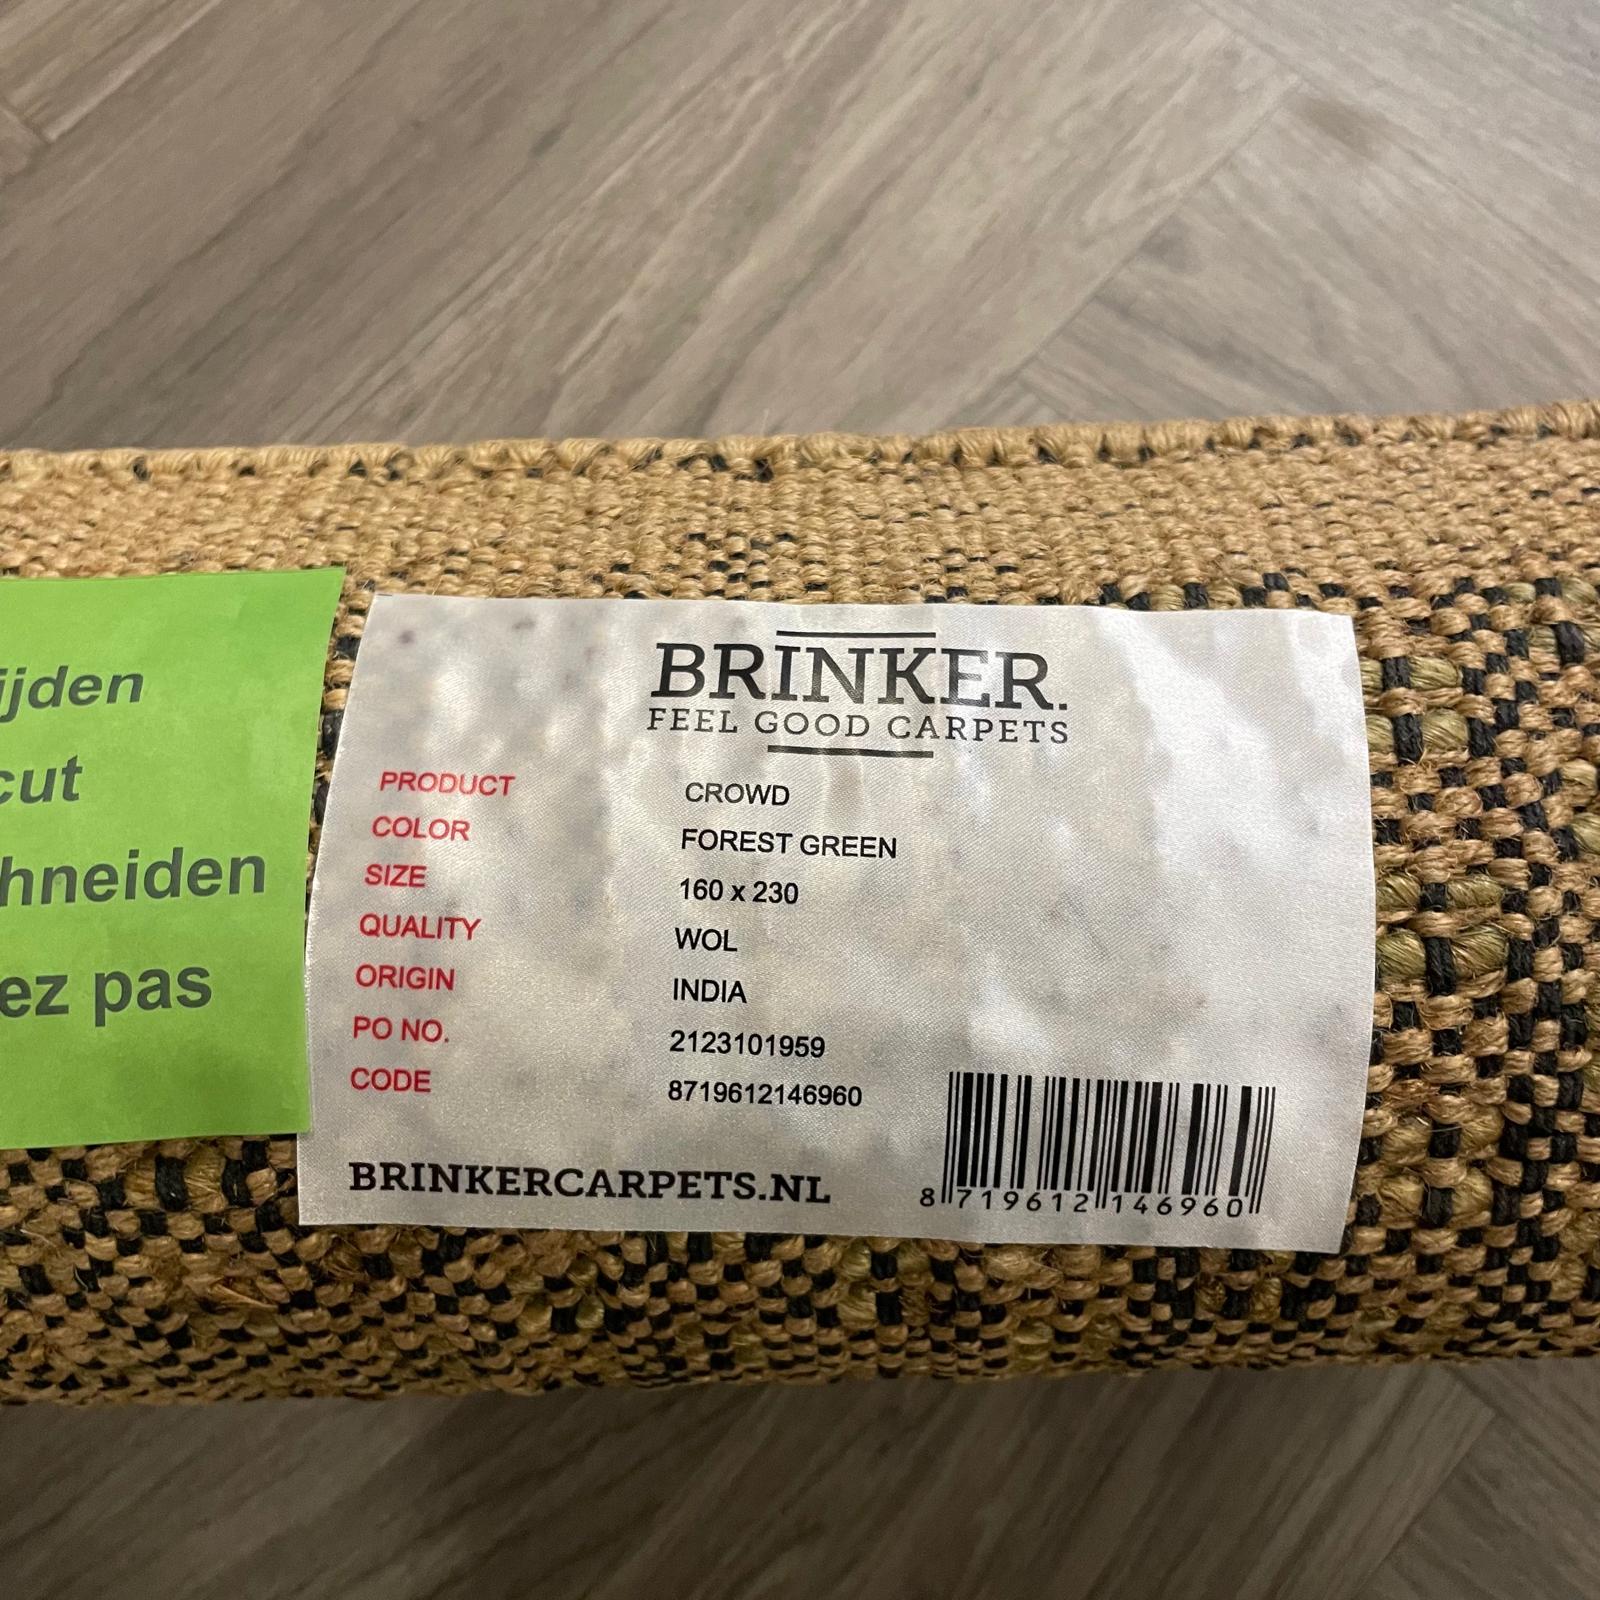 ijden
cut
hneiden
ez pas
BRINKER.
FEEL GOOD CARPETS
PRODUCT CROWD
COLOR FOREST GREEN
SIZE 160 x 230
QUALITY WOL
ORIGIN INDIA
PO NO. 2123101959
CODE 8719612146960
BRINKERCARPETS.NL
8 719612 146960